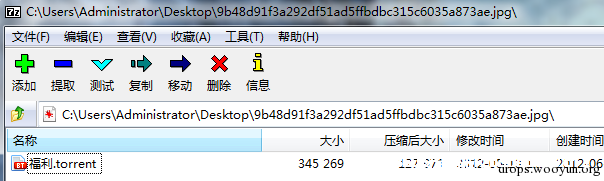 C:\Users\Administrator\Desktop\9b48d91f3a292df51ad5ffbdbc315c6035a873ae.jpg\
文件(F) 编辑(E) 查看(V) 收藏(A) 工具(T) 帮助(H)
添加 提取 测试 复制 移动 删除 信息
C:\Users\Administrator\Desktop\9b48d91f3a292df51ad5ffbdbc315c6035a873ae.jpg\
名称 大小 压缩后大小 修改时间 创建时间
福利.torrent 345 269
drops.wooyun.org